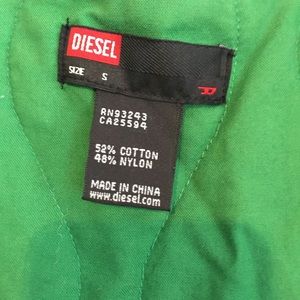 DIESEL
SIZE S
RN93243
CA25594
52% COTTON
48% NYLON
MADE IN CHINA
www.diesel.com